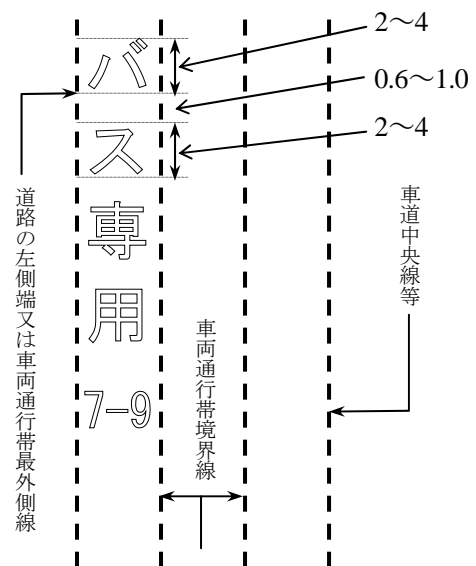 2～4
0.6～1.0
2～4
バス専用
7-9
道路の左側端又は車両通行帯最外側線
車両通行帯境界線
車道中央線等